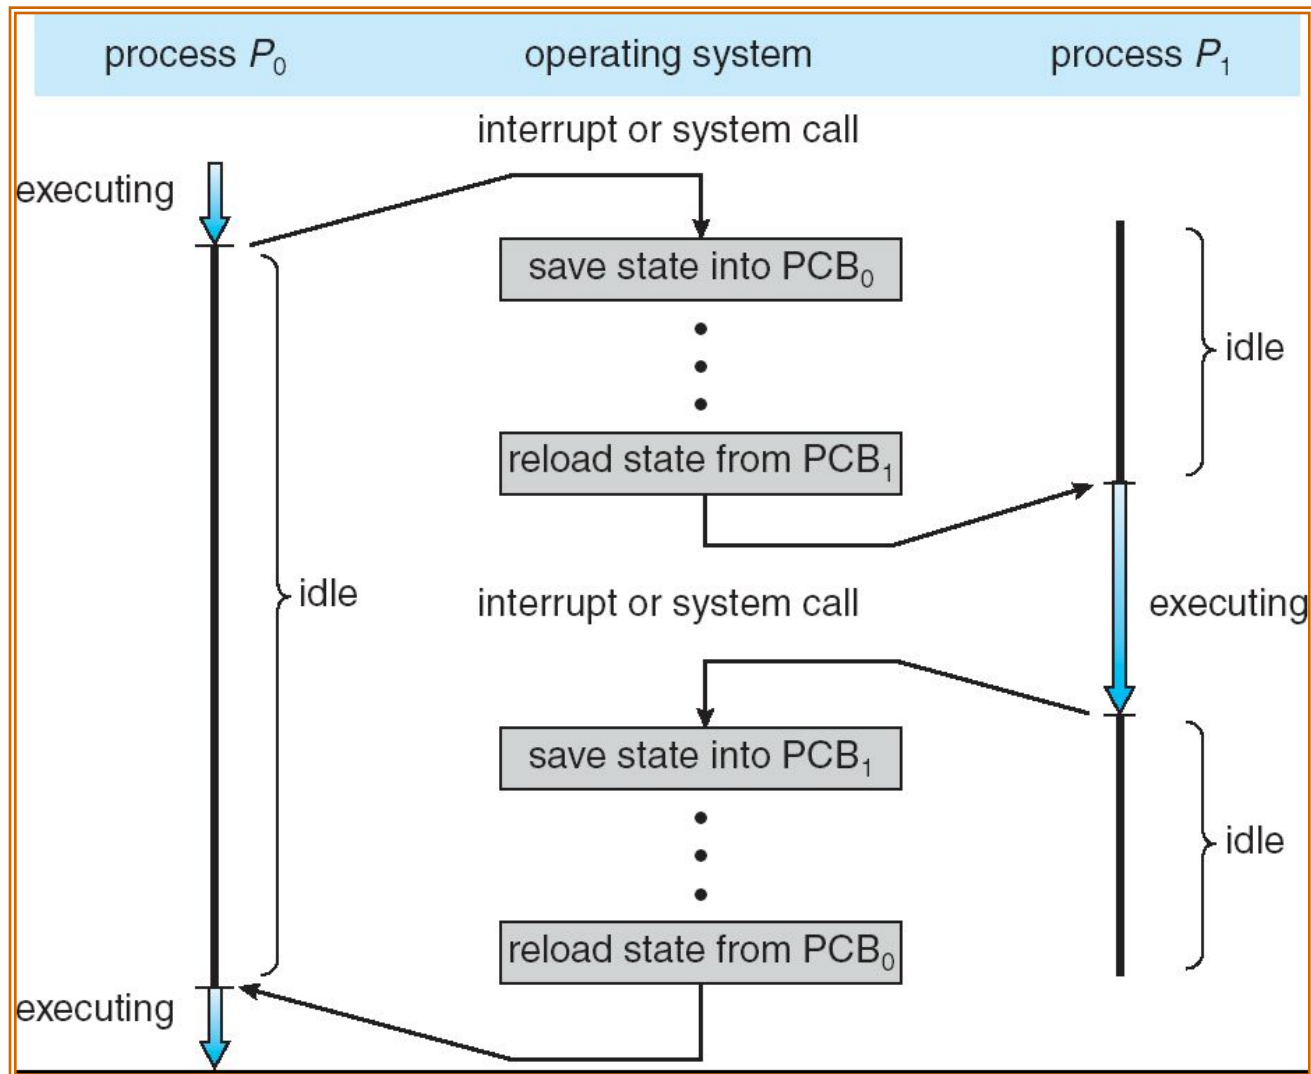 process P₀ operating system process P₁
interrupt or system call
executing
save state into PCB₀
idle
reload state from PCB₁
idle
interrupt or system call
executing
save state into PCB₁
idle
reload state from PCB₀
executing